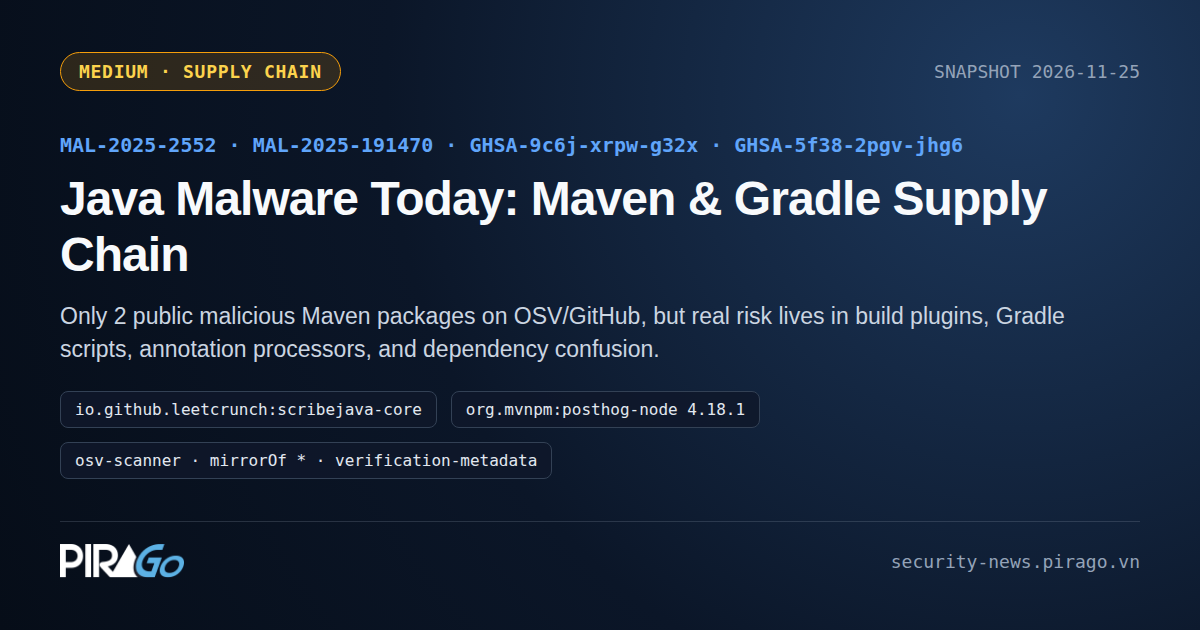 MEDIUM · SUPPLY CHAIN
SNAPSHOT 2026-11-25
MAL-2025-2552 · MAL-2025-191470 · GHSA-9c6j-xrpw-g32x · GHSA-5f38-2pgv-jhg6
Java Malware Today: Maven & Gradle Supply
Chain
Only 2 public malicious Maven packages on OSV/GitHub, but real risk lives in build plugins, Gradle
scripts, annotation processors, and dependency confusion.
io.github.leetcrunch:scribejava-core
org.mvnpm:posthog-node 4.18.1
osv-scanner · mirrorOf * · verification-metadata
PIRAGO
security-news.pirago.vn